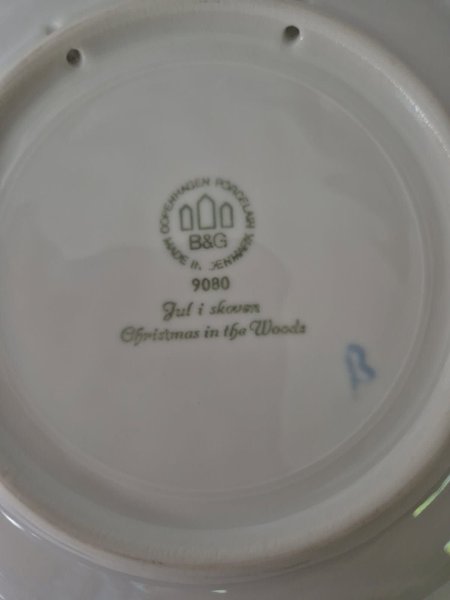 COPENHAGEN PORCELAIN
B&G
MADE IN DENMARK
9080
Jul i skoven
Christmas in the Woods
B